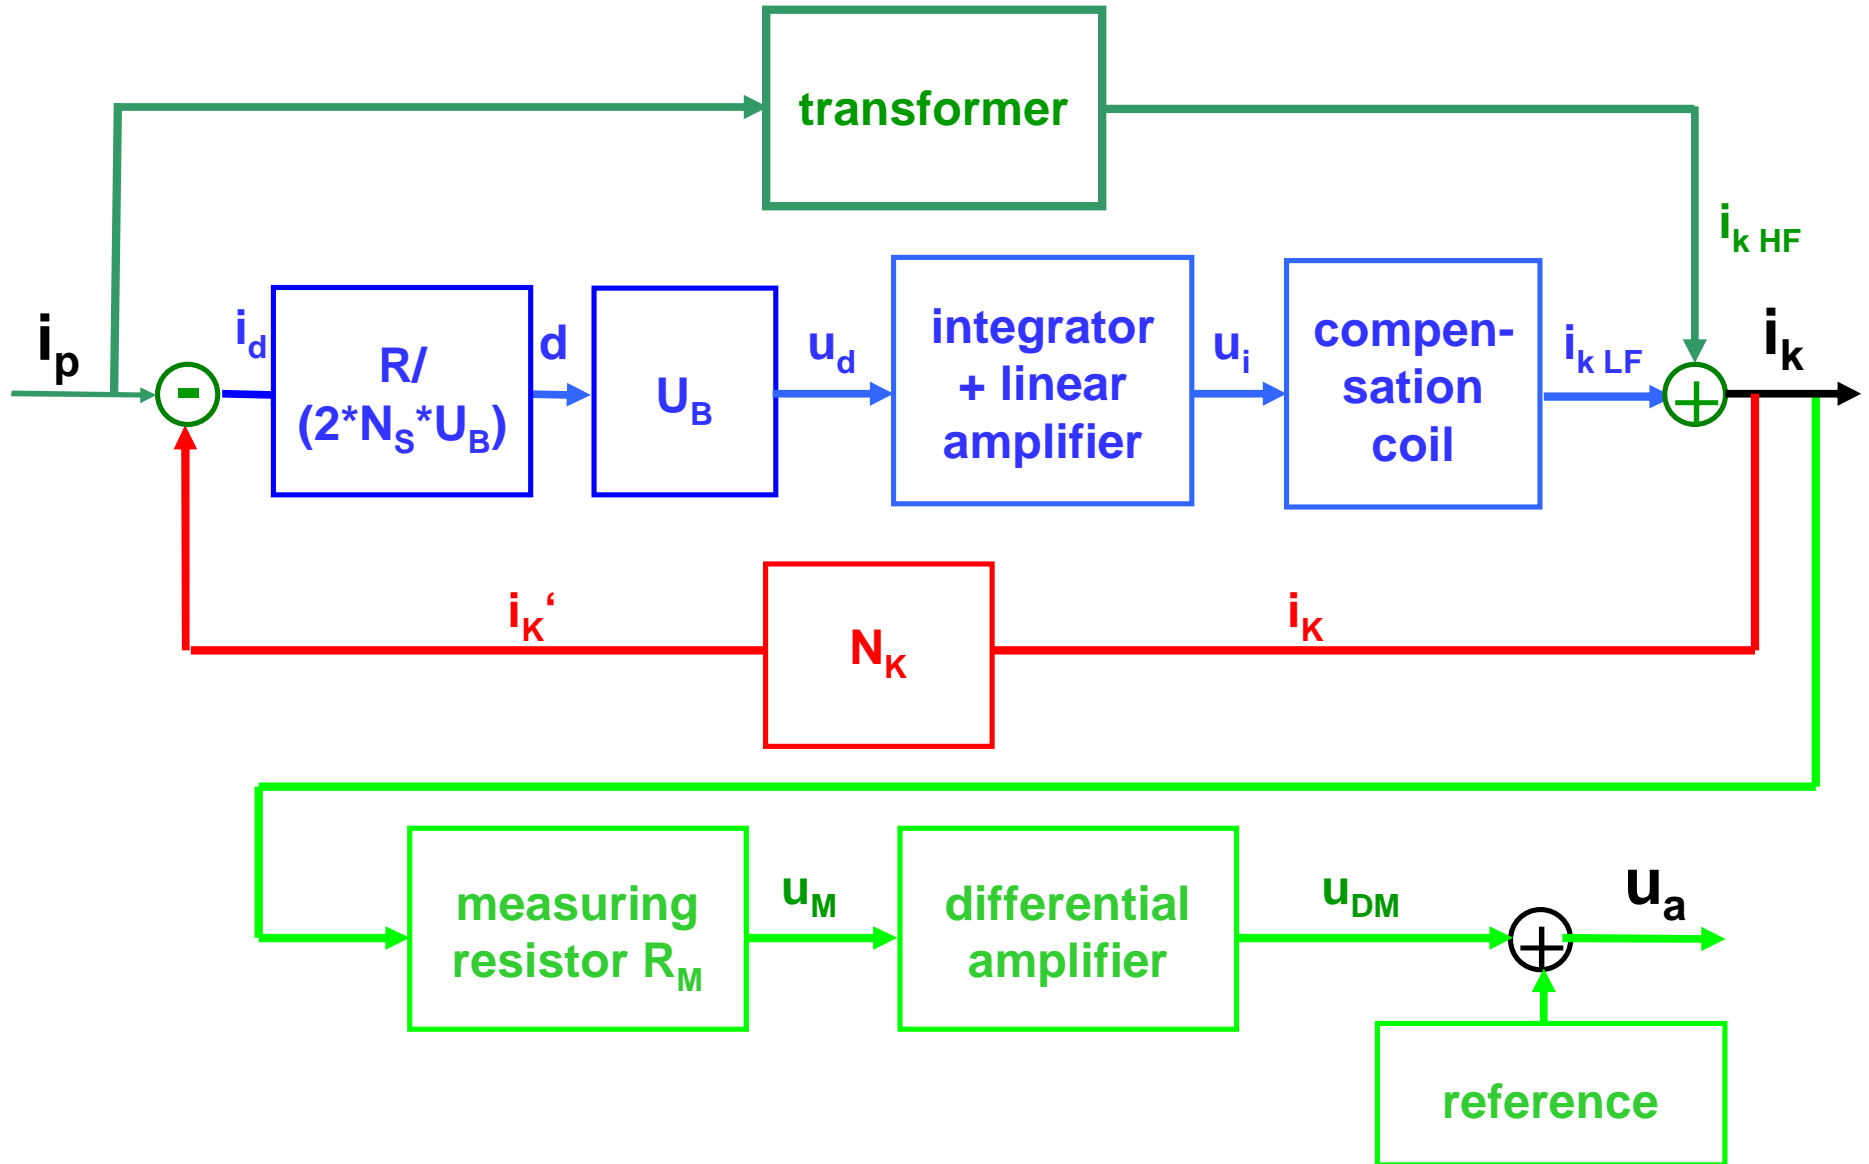 transformer
i_k HF
i_p
i_d
R/
(2*N_S*U_B)
d
U_B
u_d
integrator
+ linear
amplifier
u_i
compen-
sation
coil
i_k LF
i_k
-
+
i_K‘
N_K
i_K
measuring
resistor R_M
u_M
differential
amplifier
u_DM
+
u_a
reference